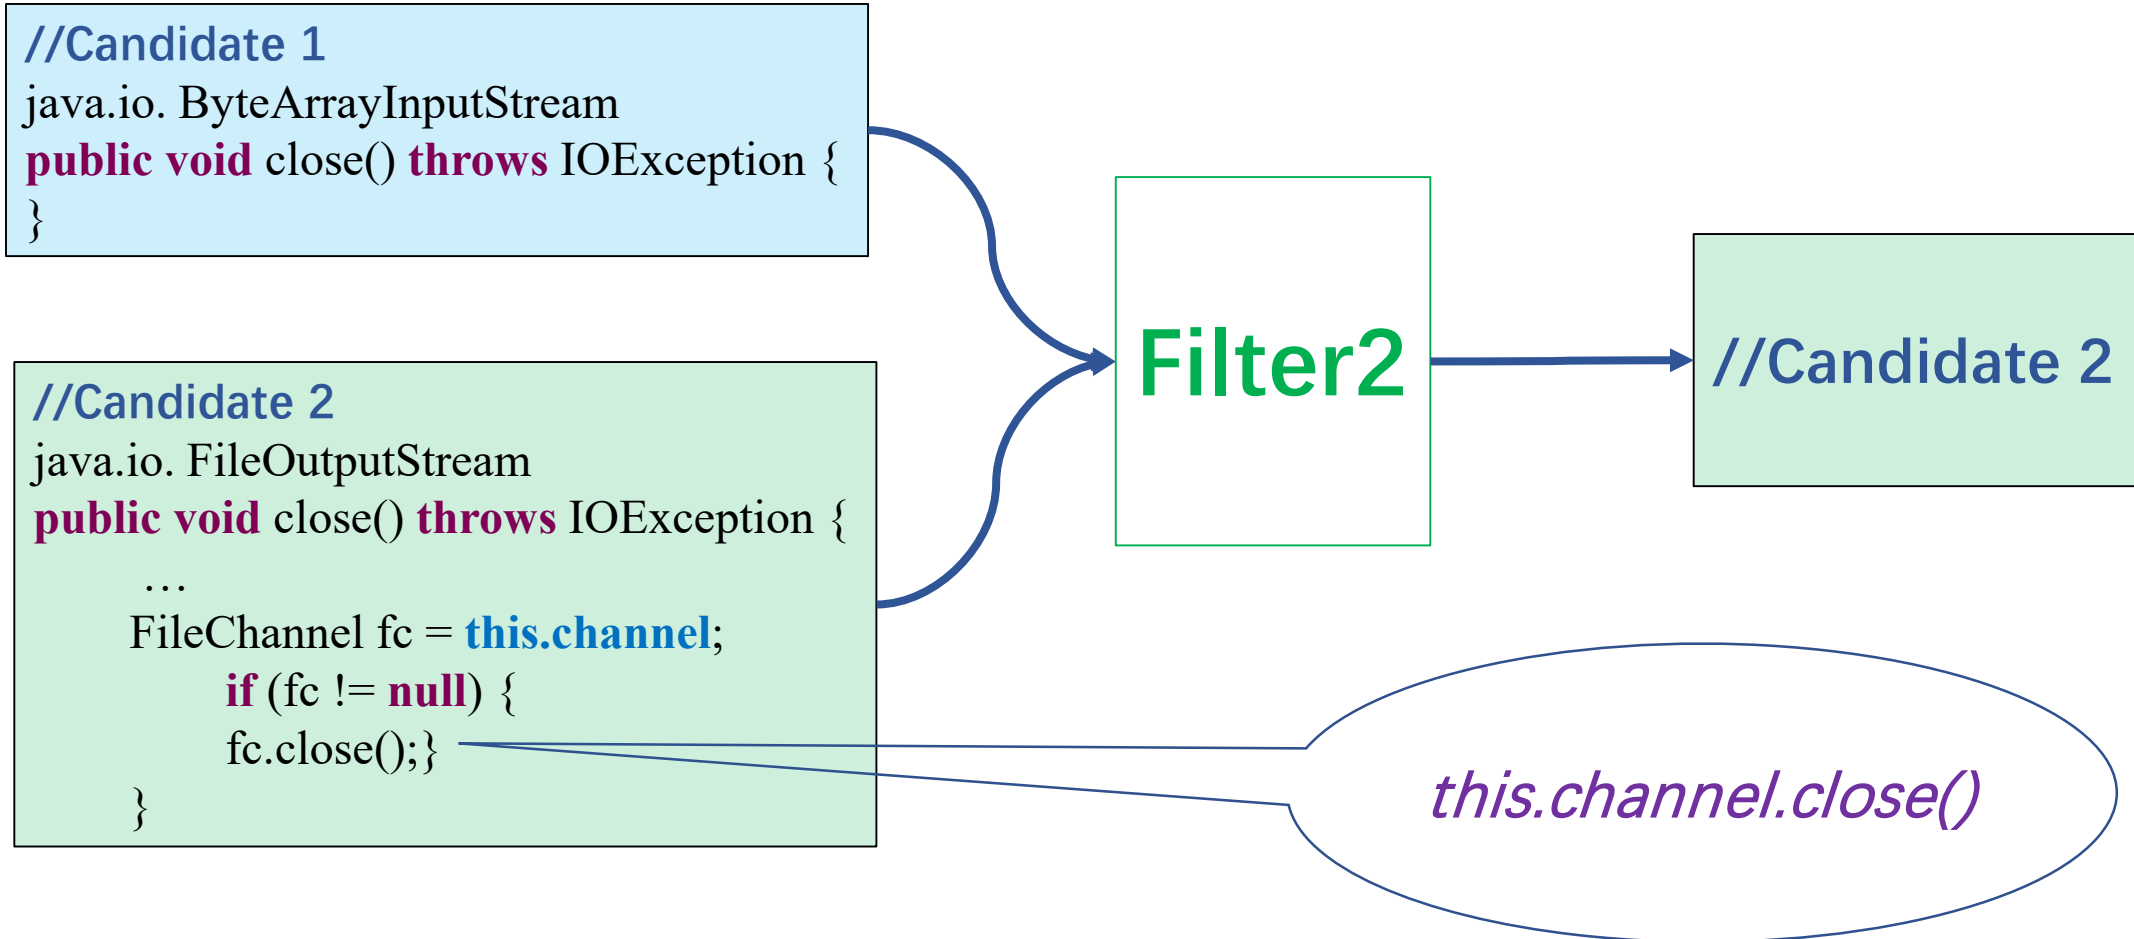 //Candidate 1
java.io. ByteArrayInputStream
public void close() throws IOException {
}
//Candidate 2
java.io. FileOutputStream
public void close() throws IOException {
...
FileChannel fc = this.channel;
if (fc != null) {
fc.close();}
}
Filter2
//Candidate 2
this.channel.close()